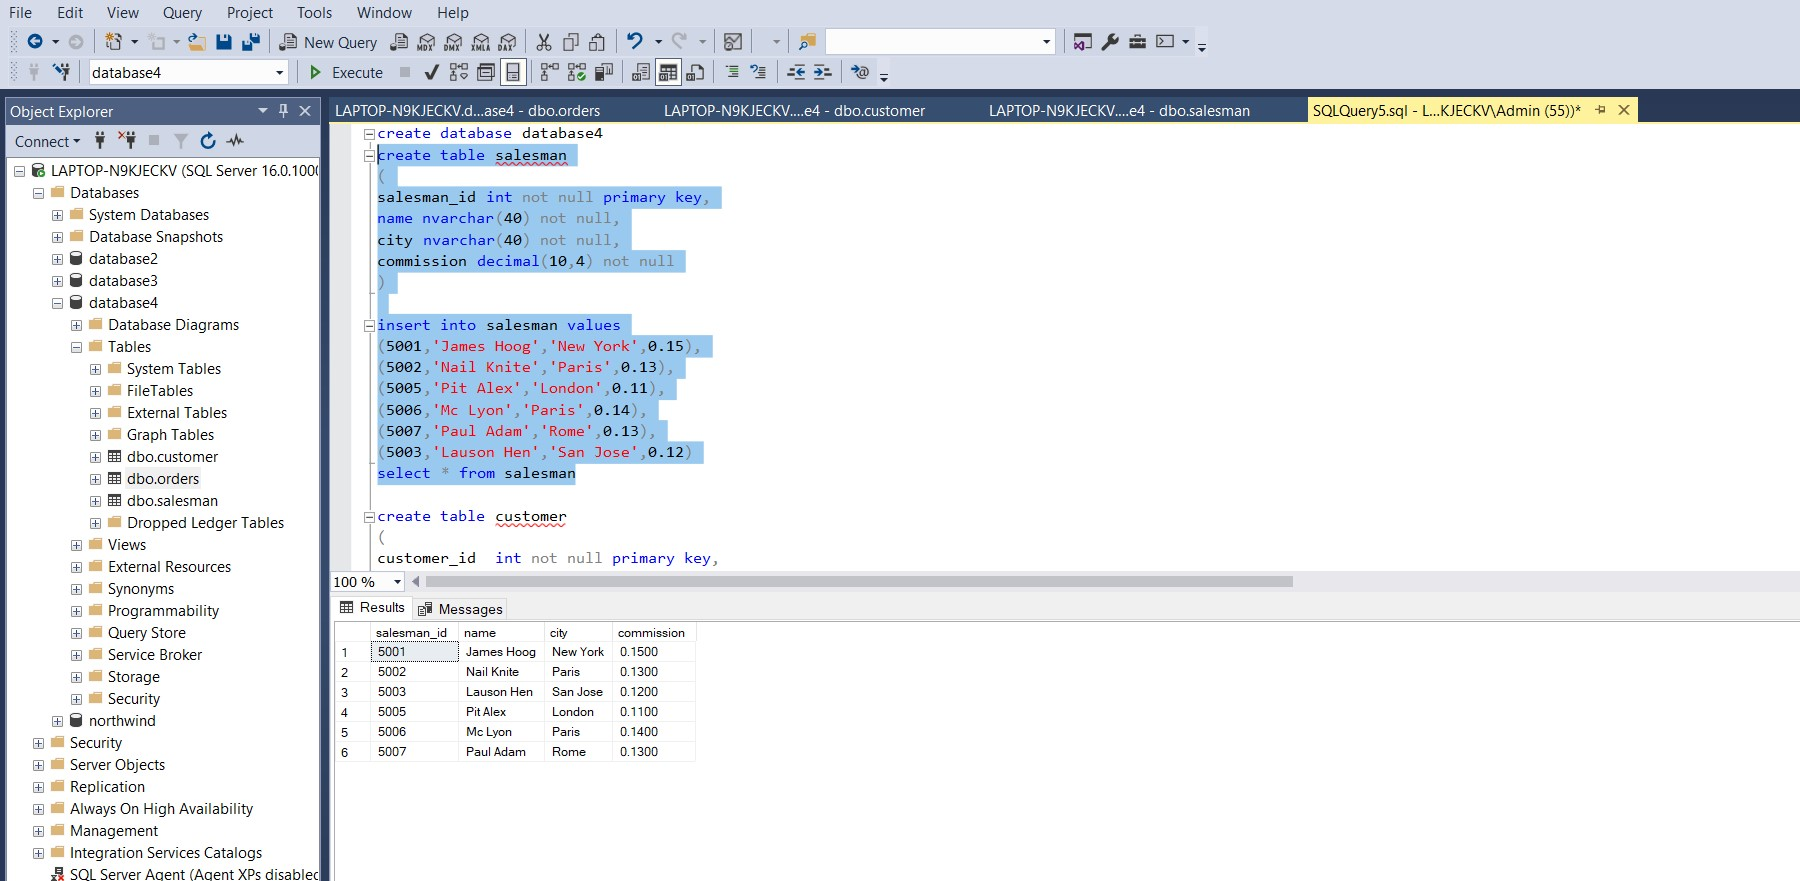 File Edit View Query Project Tools Window Help
New Query MDX DMX XMLA DAX
database4 Execute
Object Explorer
Connect
LAPTOP-N9KJECKV (SQL Server 16.0.100
Databases
System Databases
Database Snapshots
database2
database3
database4
Database Diagrams
Tables
System Tables
FileTables
External Tables
Graph Tables
dbo.customer
dbo.orders
dbo.salesman
Dropped Ledger Tables
Views
External Resources
Synonyms
Programmability
Query Store
Service Broker
Storage
Security
northwind
Security
Server Objects
Replication
Always On High Availability
Management
Integration Services Catalogs
SQL Server Agent (Agent XPs disabled
LAPTOP-N9KJECKV.d...ase4 - dbo.orders LAPTOP-N9KJECKV....e4 - dbo.customer LAPTOP-N9KJECKV....e4 - dbo.salesman SQLQuery5.sql - L...KJECKV\Admin (55))*
create database database4
create table salesman
(
salesman_id int not null primary key,
name nvarchar(40) not null,
city nvarchar(40) not null,
commission decimal(10,4) not null
)
insert into salesman values
(5001,'James Hoog','New York',0.15),
(5002,'Nail Knite','Paris',0.13),
(5005,'Pit Alex','London',0.11),
(5006,'Mc Lyon','Paris',0.14),
(5007,'Paul Adam','Rome',0.13),
(5003,'Lauson Hen','San Jose',0.12)
select * from salesman
create table customer
(
customer_id int not null primary key,
100 %
Results Messages
salesman_id name city commission
1 5001 James Hoog New York 0.1500
2 5002 Nail Knite Paris 0.1300
3 5003 Lauson Hen San Jose 0.1200
4 5005 Pit Alex London 0.1100
5 5006 Mc Lyon Paris 0.1400
6 5007 Paul Adam Rome 0.1300